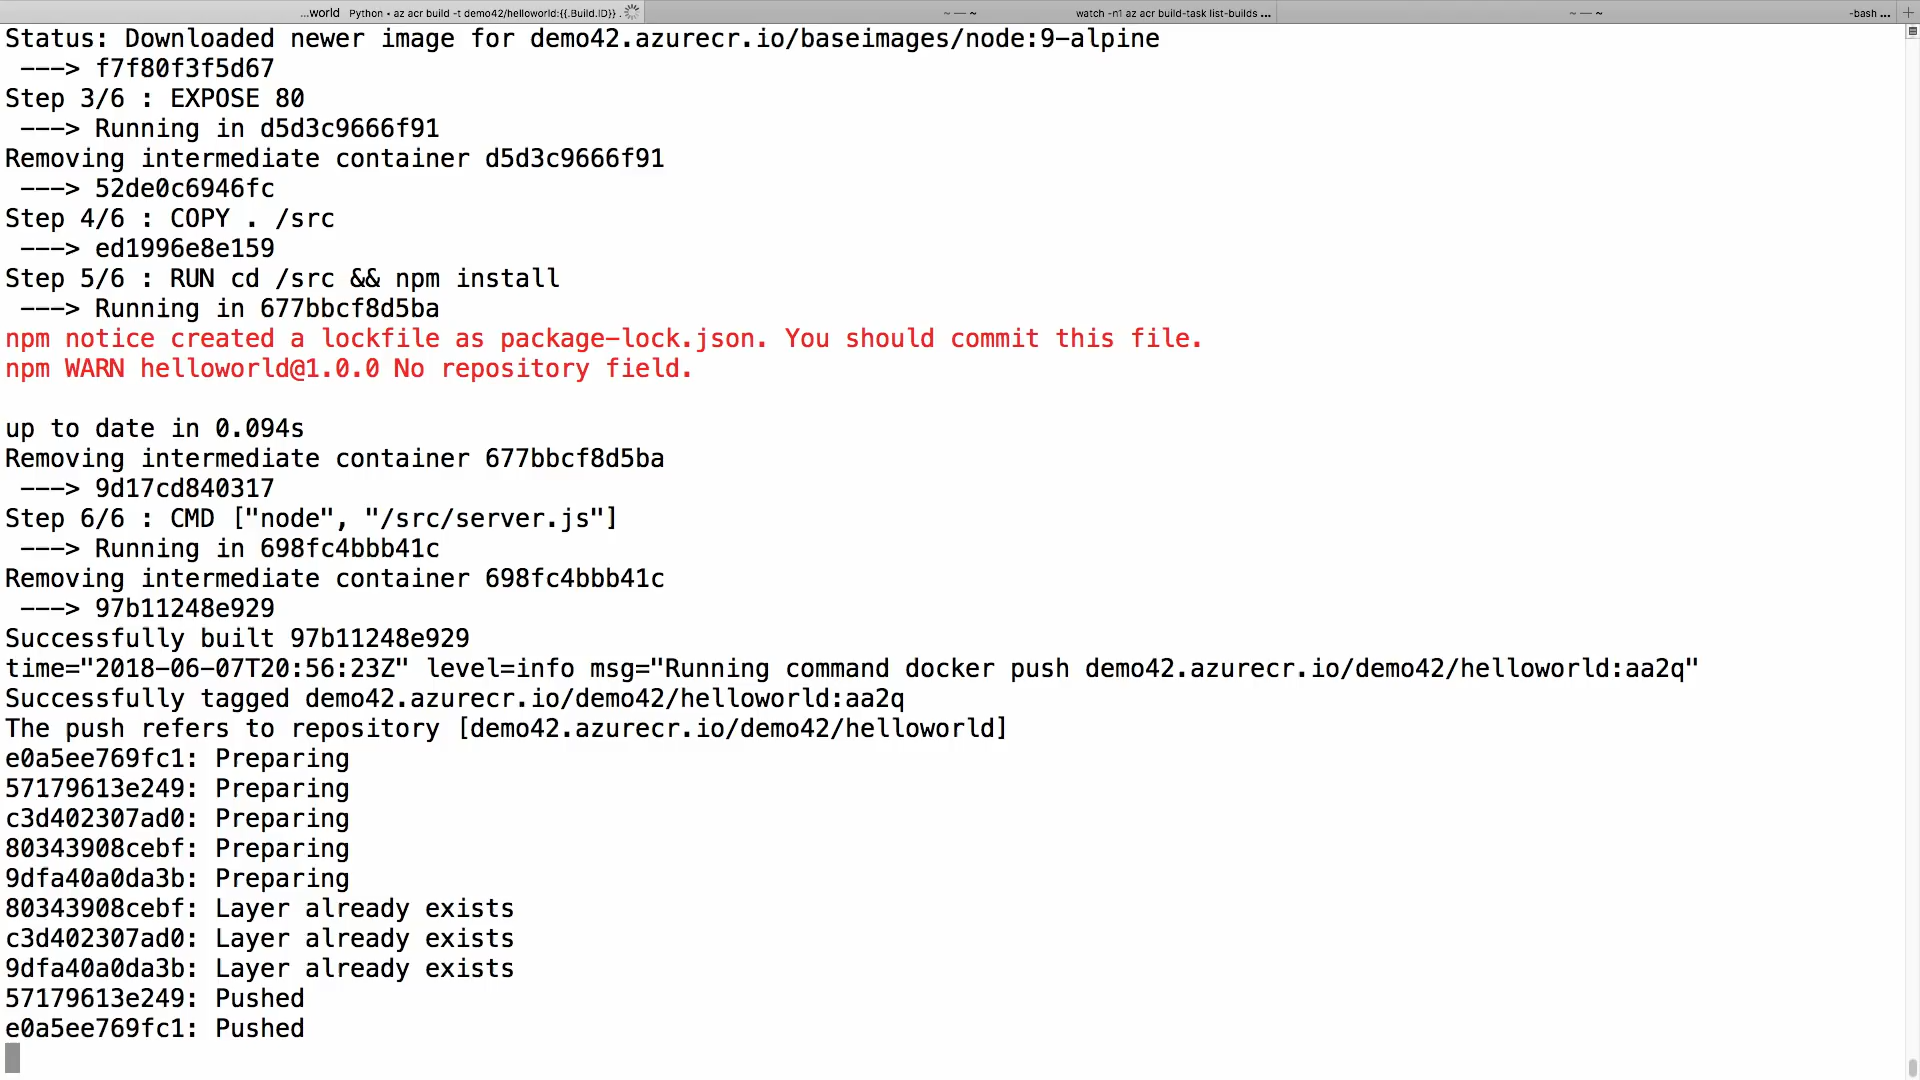 ...world Python • az acr build -t demo42/helloworld:{{.Build.ID}} . ~ — ~ watch -n1 az acr build-task list-builds ... ~ — ~ -bash ... +
Status: Downloaded newer image for demo42.azurecr.io/baseimages/node:9-alpine
---> f7f80f3f5d67
Step 3/6 : EXPOSE 80
---> Running in d5d3c9666f91
Removing intermediate container d5d3c9666f91
---> 52de0c6946fc
Step 4/6 : COPY . /src
---> ed1996e8e159
Step 5/6 : RUN cd /src && npm install
---> Running in 677bbcf8d5ba
npm notice created a lockfile as package-lock.json. You should commit this file.
npm WARN helloworld@1.0.0 No repository field.
up to date in 0.094s
Removing intermediate container 677bbcf8d5ba
---> 9d17cd840317
Step 6/6 : CMD ["node", "/src/server.js"]
---> Running in 698fc4bbb41c
Removing intermediate container 698fc4bbb41c
---> 97b11248e929
Successfully built 97b11248e929
time="2018-06-07T20:56:23Z" level=info msg="Running command docker push demo42.azurecr.io/demo42/helloworld:aa2q"
Successfully tagged demo42.azurecr.io/demo42/helloworld:aa2q
The push refers to repository [demo42.azurecr.io/demo42/helloworld]
e0a5ee769fc1: Preparing
57179613e249: Preparing
c3d402307ad0: Preparing
80343908cebf: Preparing
9dfa40a0da3b: Preparing
80343908cebf: Layer already exists
c3d402307ad0: Layer already exists
9dfa40a0da3b: Layer already exists
57179613e249: Pushed
e0a5ee769fc1: Pushed